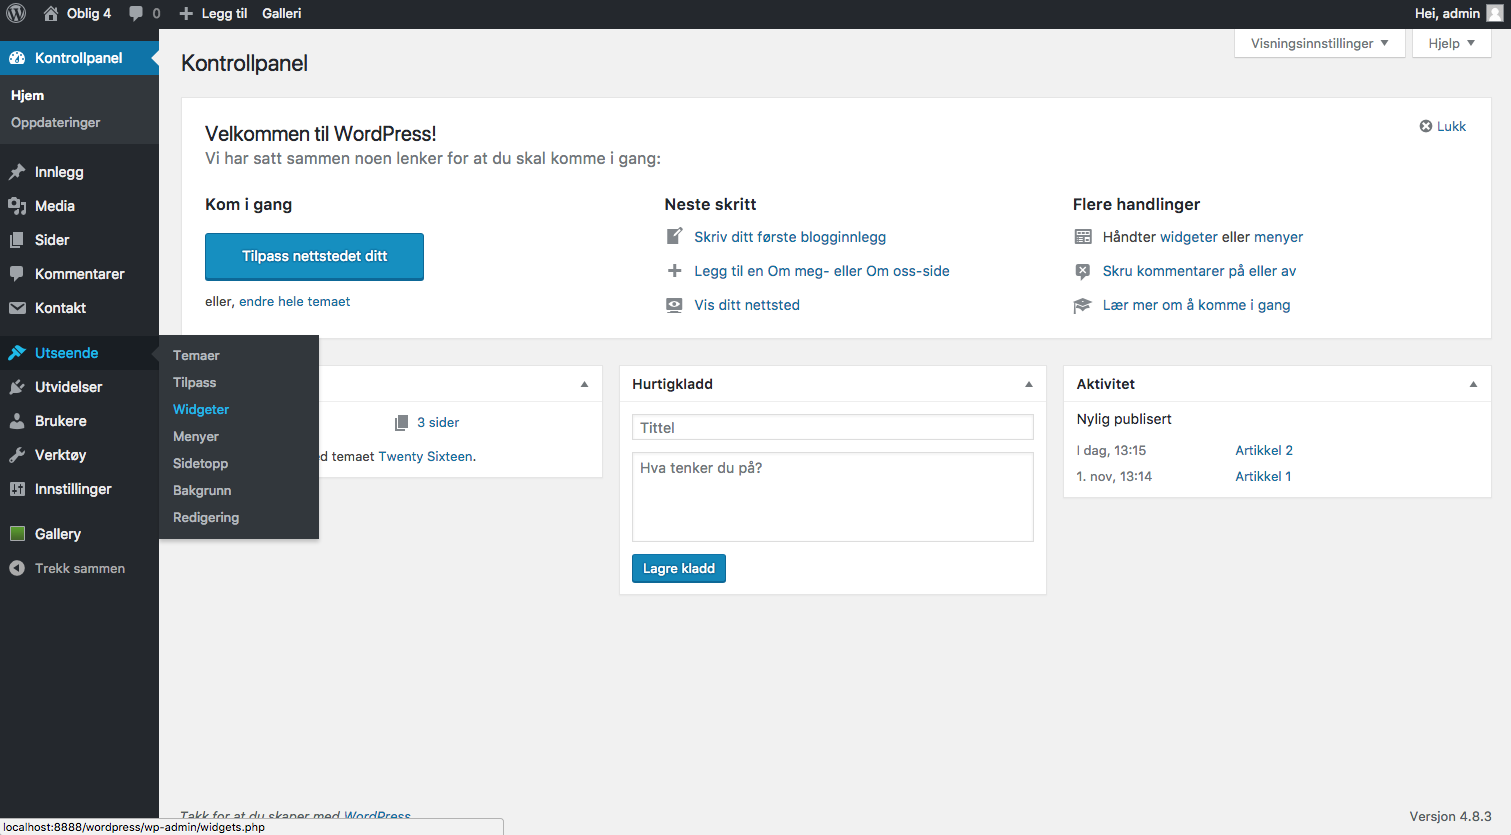 Oblig 4 0 Legg til Galleri Hei, admin
Kontrollpanel
Hjem
Oppdateringer
Innlegg
Media
Sider
Kommentarer
Kontakt
Utseende
Utvidelser
Brukere
Verktøy
Innstillinger
Gallery
Trekk sammen
Temaer
Tilpass
Widgeter
Menyer
Sidetopp
Bakgrunn
Redigering
Visningsinnstillinger Hjelp
Kontrollpanel
Velkommen til WordPress!
Lukk
Vi har satt sammen noen lenker for at du skal komme i gang:
Kom i gang
Tilpass nettstedet ditt
eller, endre hele temaet
Neste skritt
Skriv ditt første blogginnlegg
Legg til en Om meg- eller Om oss-side
Vis ditt nettsted
Flere handlinger
Håndter widgeter eller menyer
Skru kommentarer på eller av
Lær mer om å komme i gang
3 sider
temaet Twenty Sixteen.
Hurtigkladd
Tittel
Hva tenker du på?
Lagre kladd
Aktivitet
Nylig publisert
I dag, 13:15 Artikkel 2
1. nov, 13:14 Artikkel 1
Takk for at du skaper med WordPress.
Versjon 4.8.3
localhost:8888/wordpress/wp-admin/widgets.php